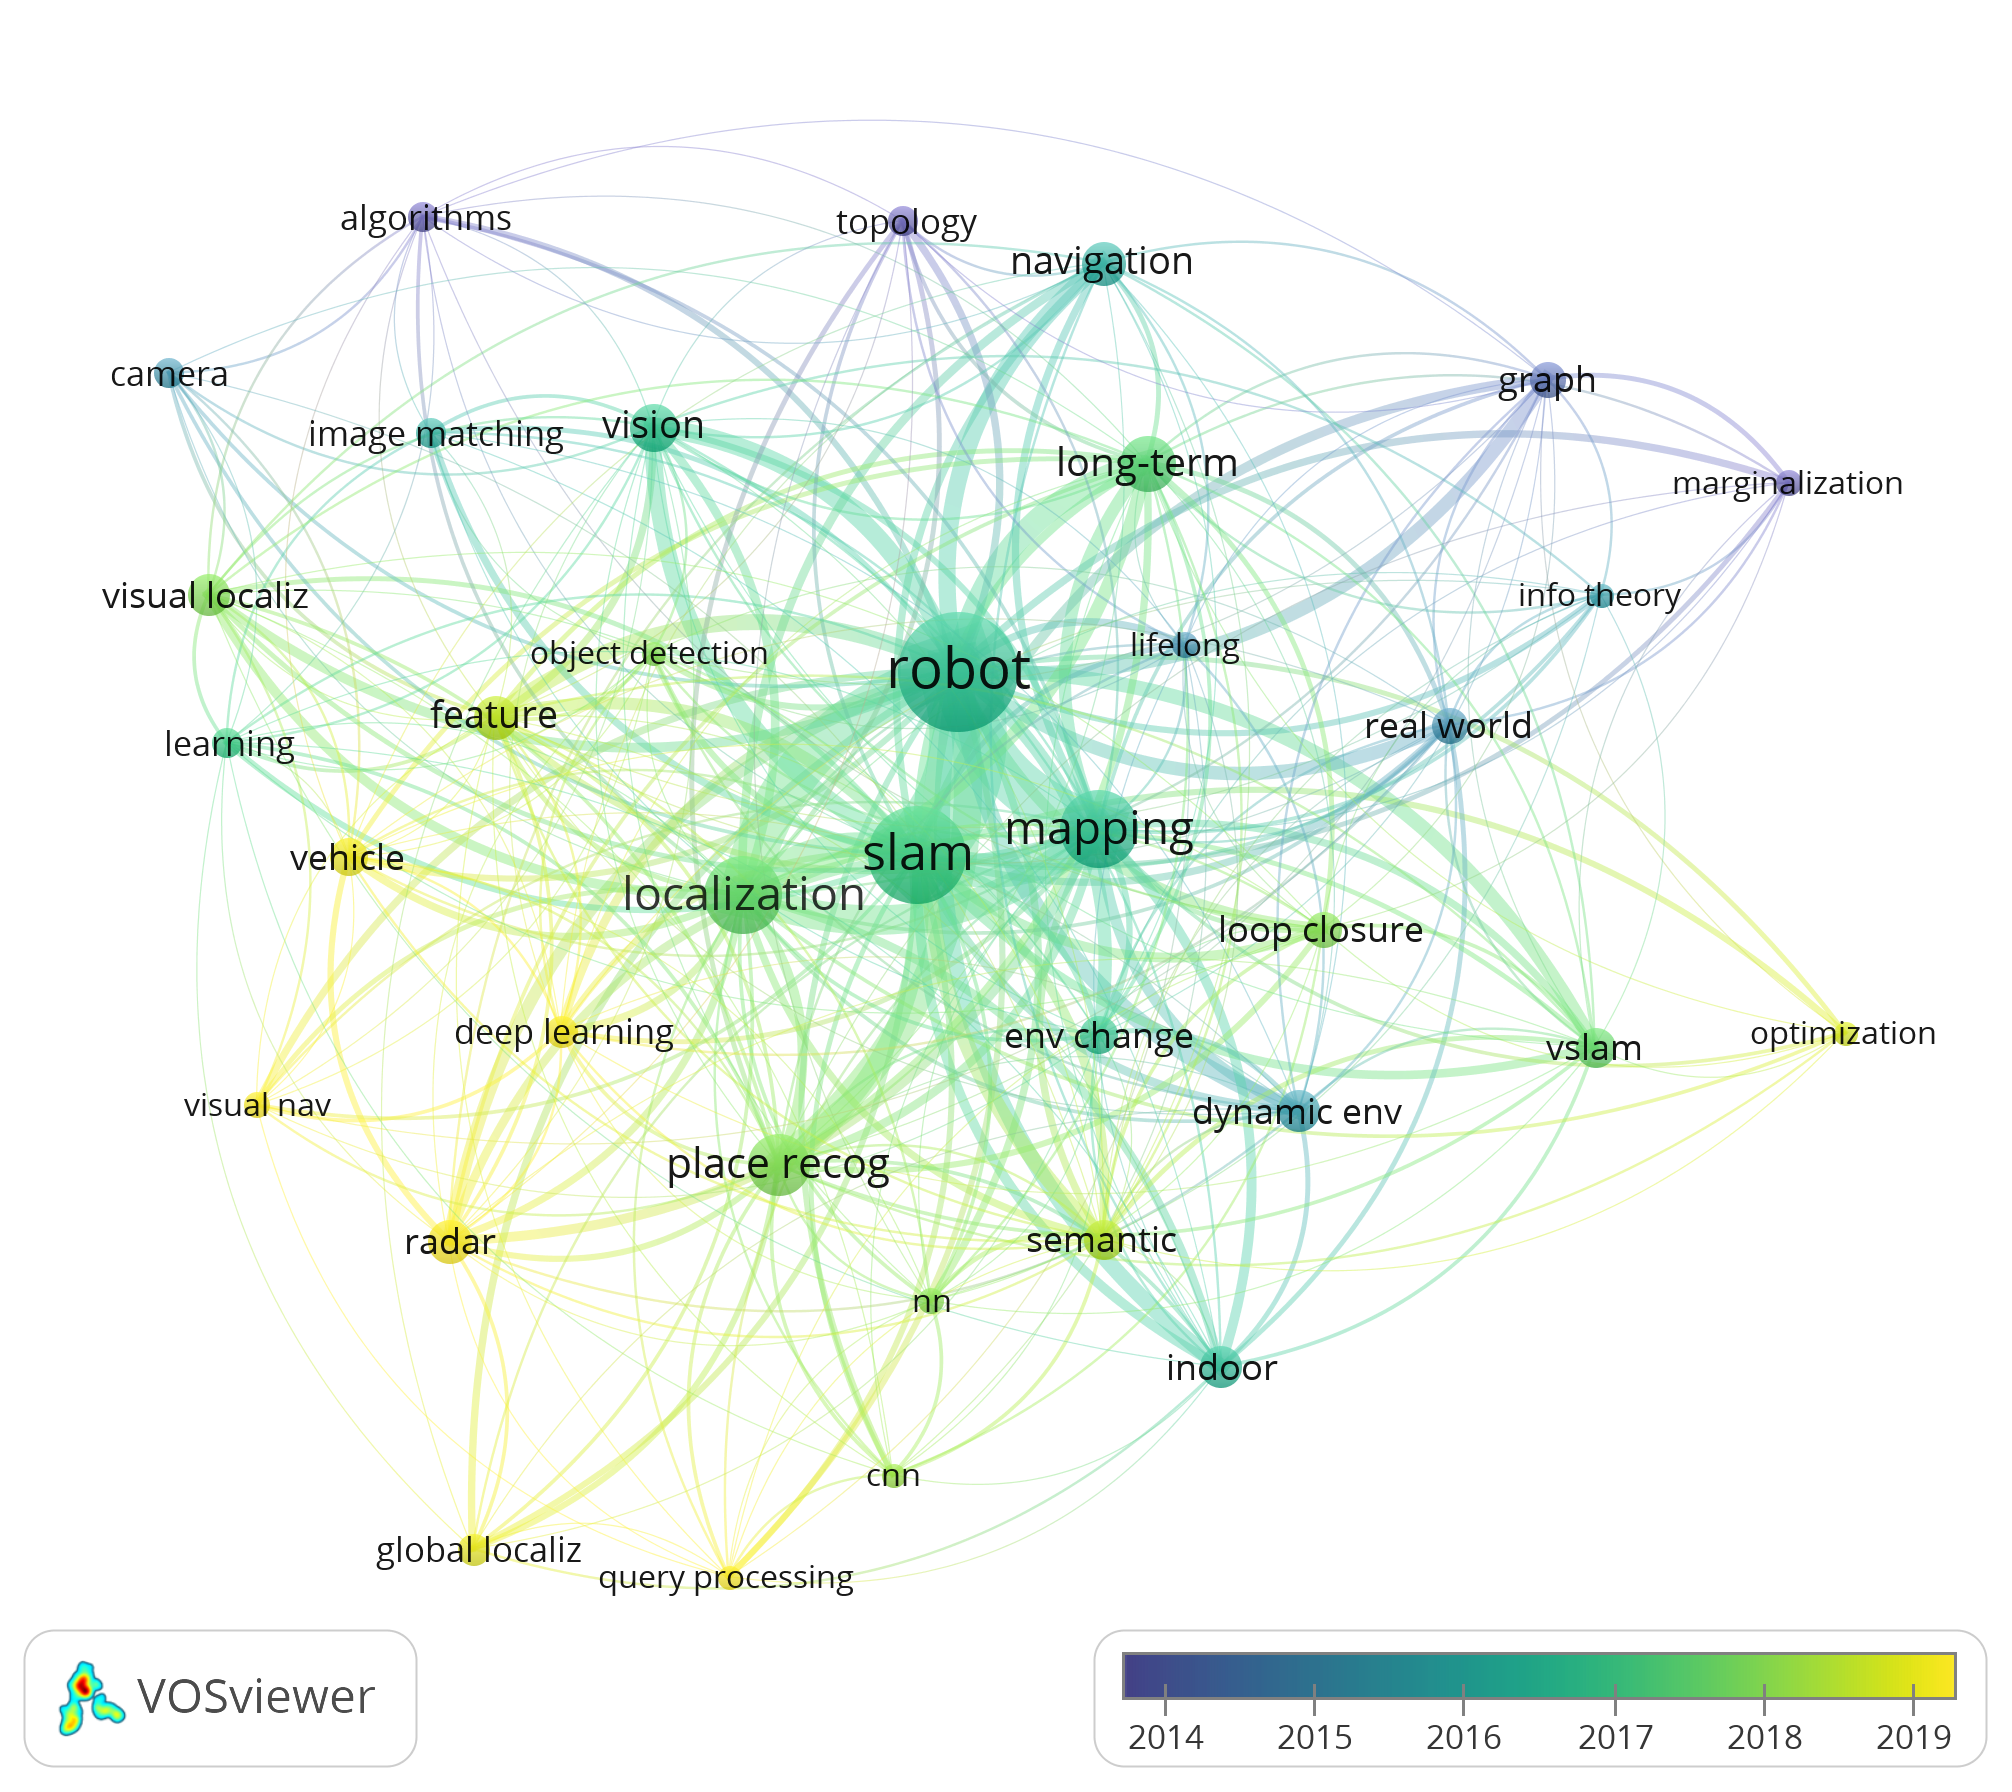 algorithms
topology
navigation
camera
graph
image matching
vision
long-term
marginalization
visual localiz
info theory
object detection
robot
lifelong
feature
real world
learning
mapping
vehicle
slam
localization
loop closure
deep learning
env change
vslam
optimization
visual nav
dynamic env
place recog
radar
semantic
nn
indoor
cnn
global localiz
query processing
VOSviewer
2014 2015 2016 2017 2018 2019